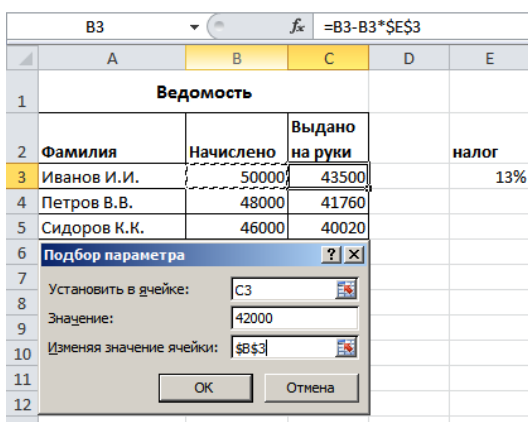 B3 fx =B3-B3*$E$3
A B C D E
1 Ведомость
2 Фамилия Начислено Выдано на руки налог
3 Иванов И.И. 50000 43500 13%
4 Петров В.В. 48000 41760
5 Сидоров К.К. 46000 40020
6 Подбор параметра ? X
7
Установить в ячейке: C3
8
Значение: 42000
9
10 Изменяя значение ячейки: $B$3
11
OK Отмена
12